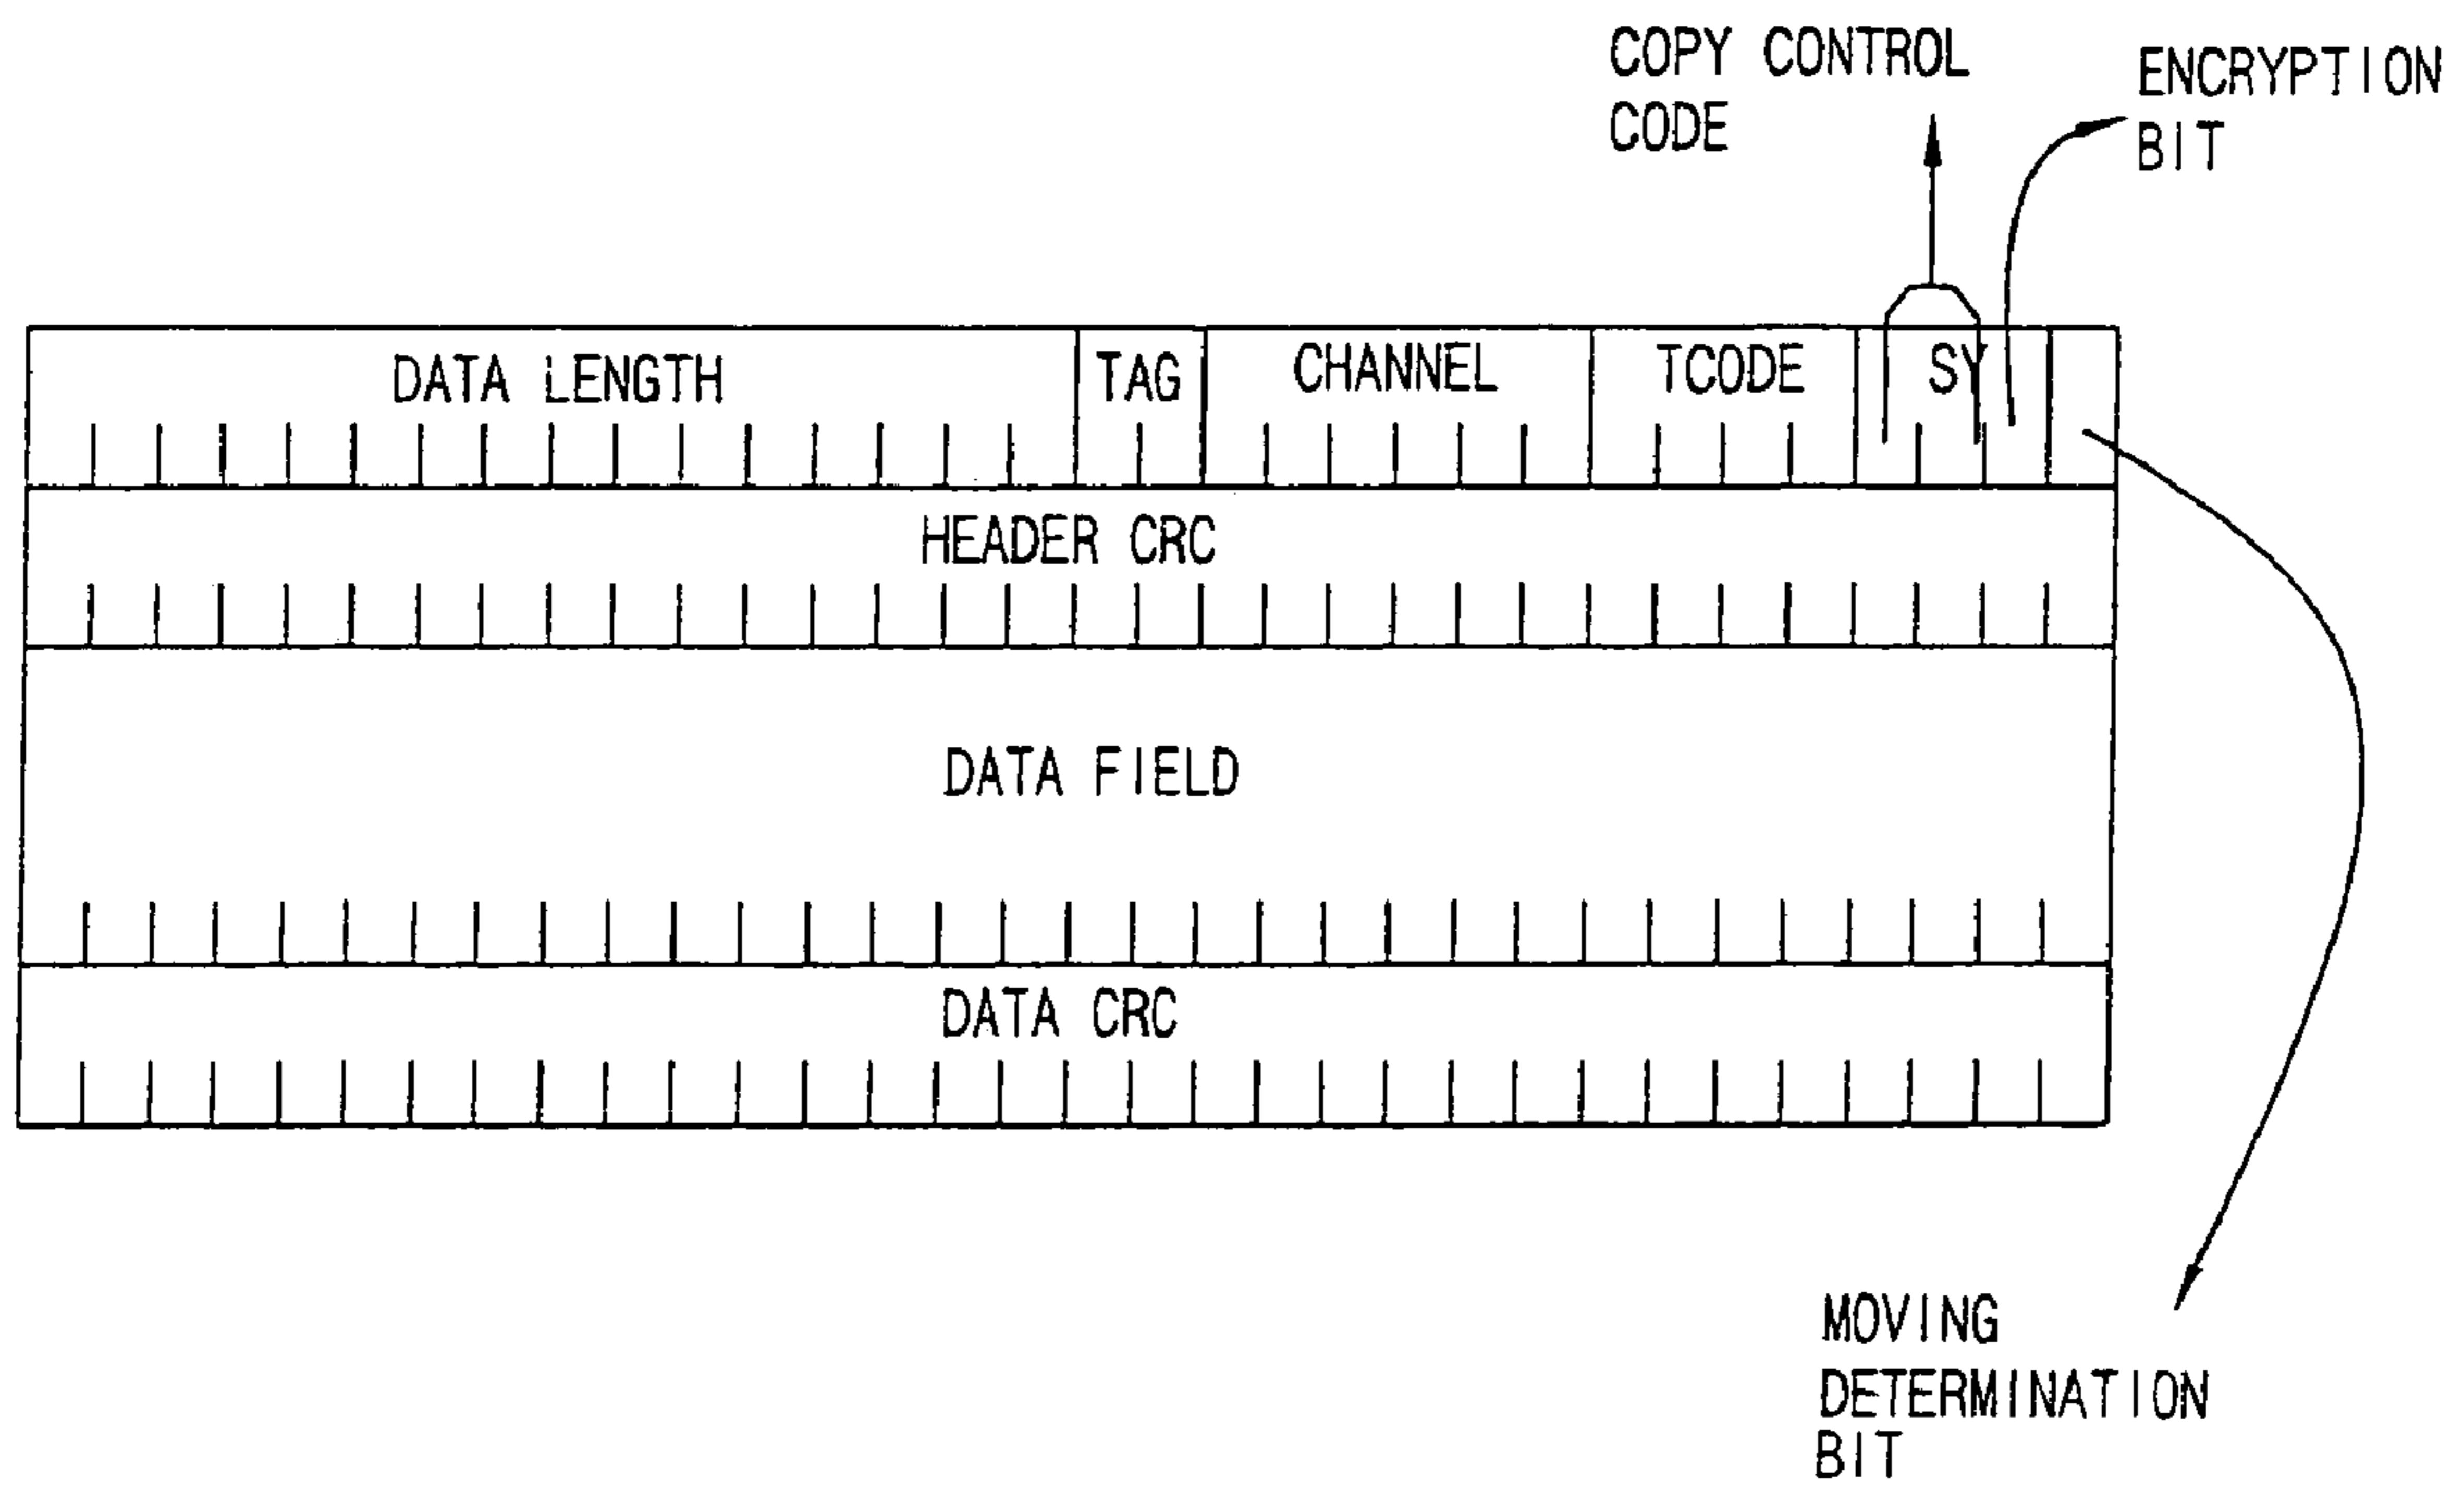 COPY CONTROL
CODE
ENCRYPTION
BIT
DATA LENGTH
TAG
CHANNEL
TCODE
SY
HEADER CRC
DATA FIELD
DATA CRC
MOVING
DETERMINATION
BIT